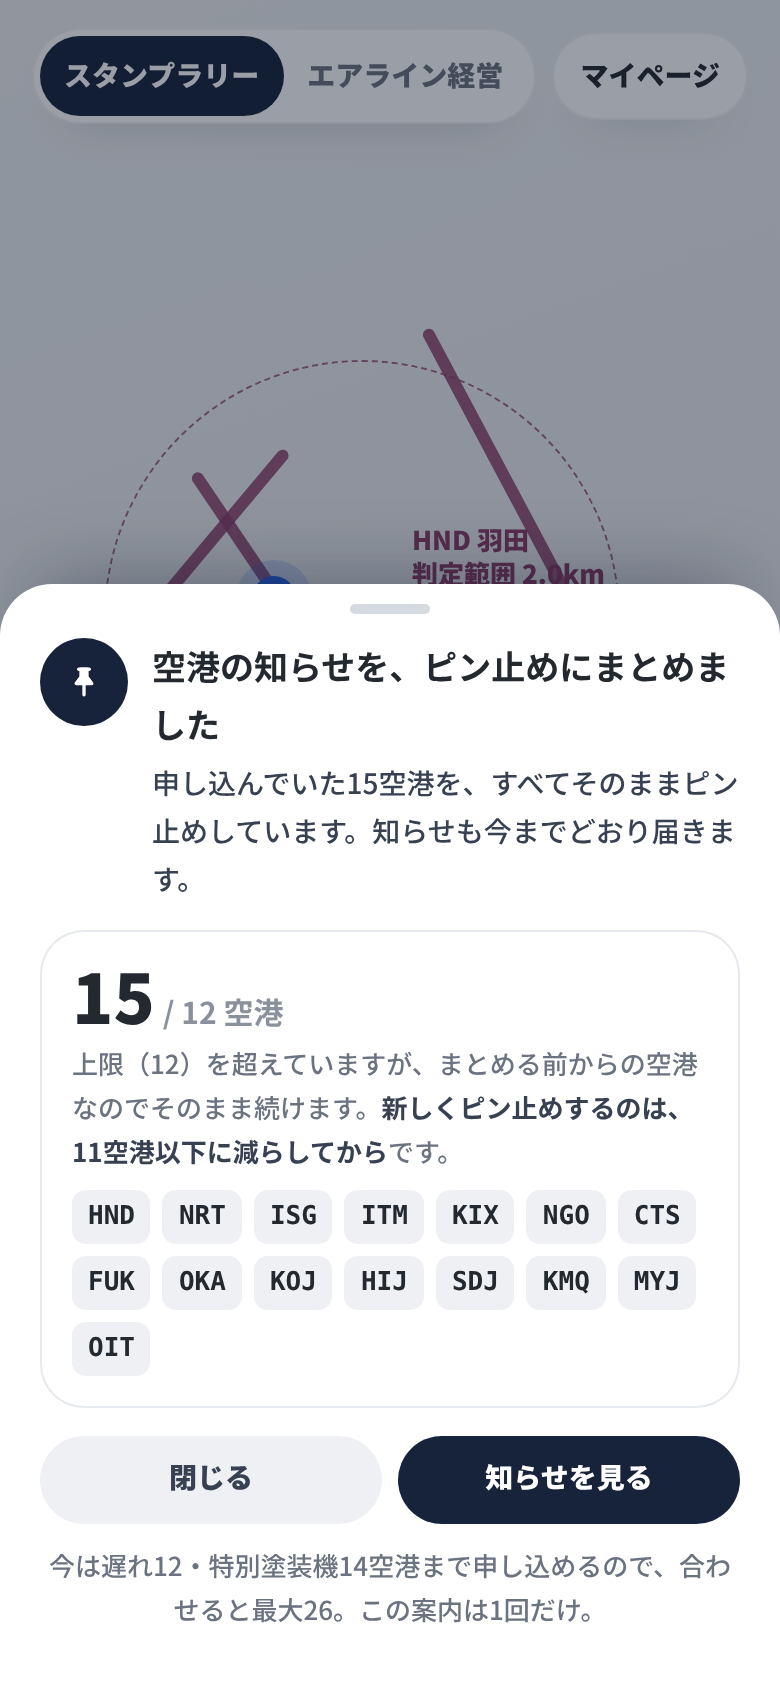 スタンプラリー
エアライン経営
マイページ
HND 羽田
判定範囲 2.0km
空港の知らせを、ピン止めにまとめま
した
申し込んでいた15空港を、すべてそのままピン
止めしています。知らせも今までどおり届きま
す。
15 / 12 空港
上限（12）を超えていますが、まとめる前からの空港
なのでそのまま続けます。新しくピン止めするのは、
11空港以下に減らしてからです。
HND NRT ISG ITM KIX NGO CTS
FUK OKA KOJ HIJ SDJ KMQ MYJ
OIT
閉じる
知らせを見る
今は遅れ12・特別塗装機14空港まで申し込めるので、合わ
せると最大26。この案内は1回だけ。